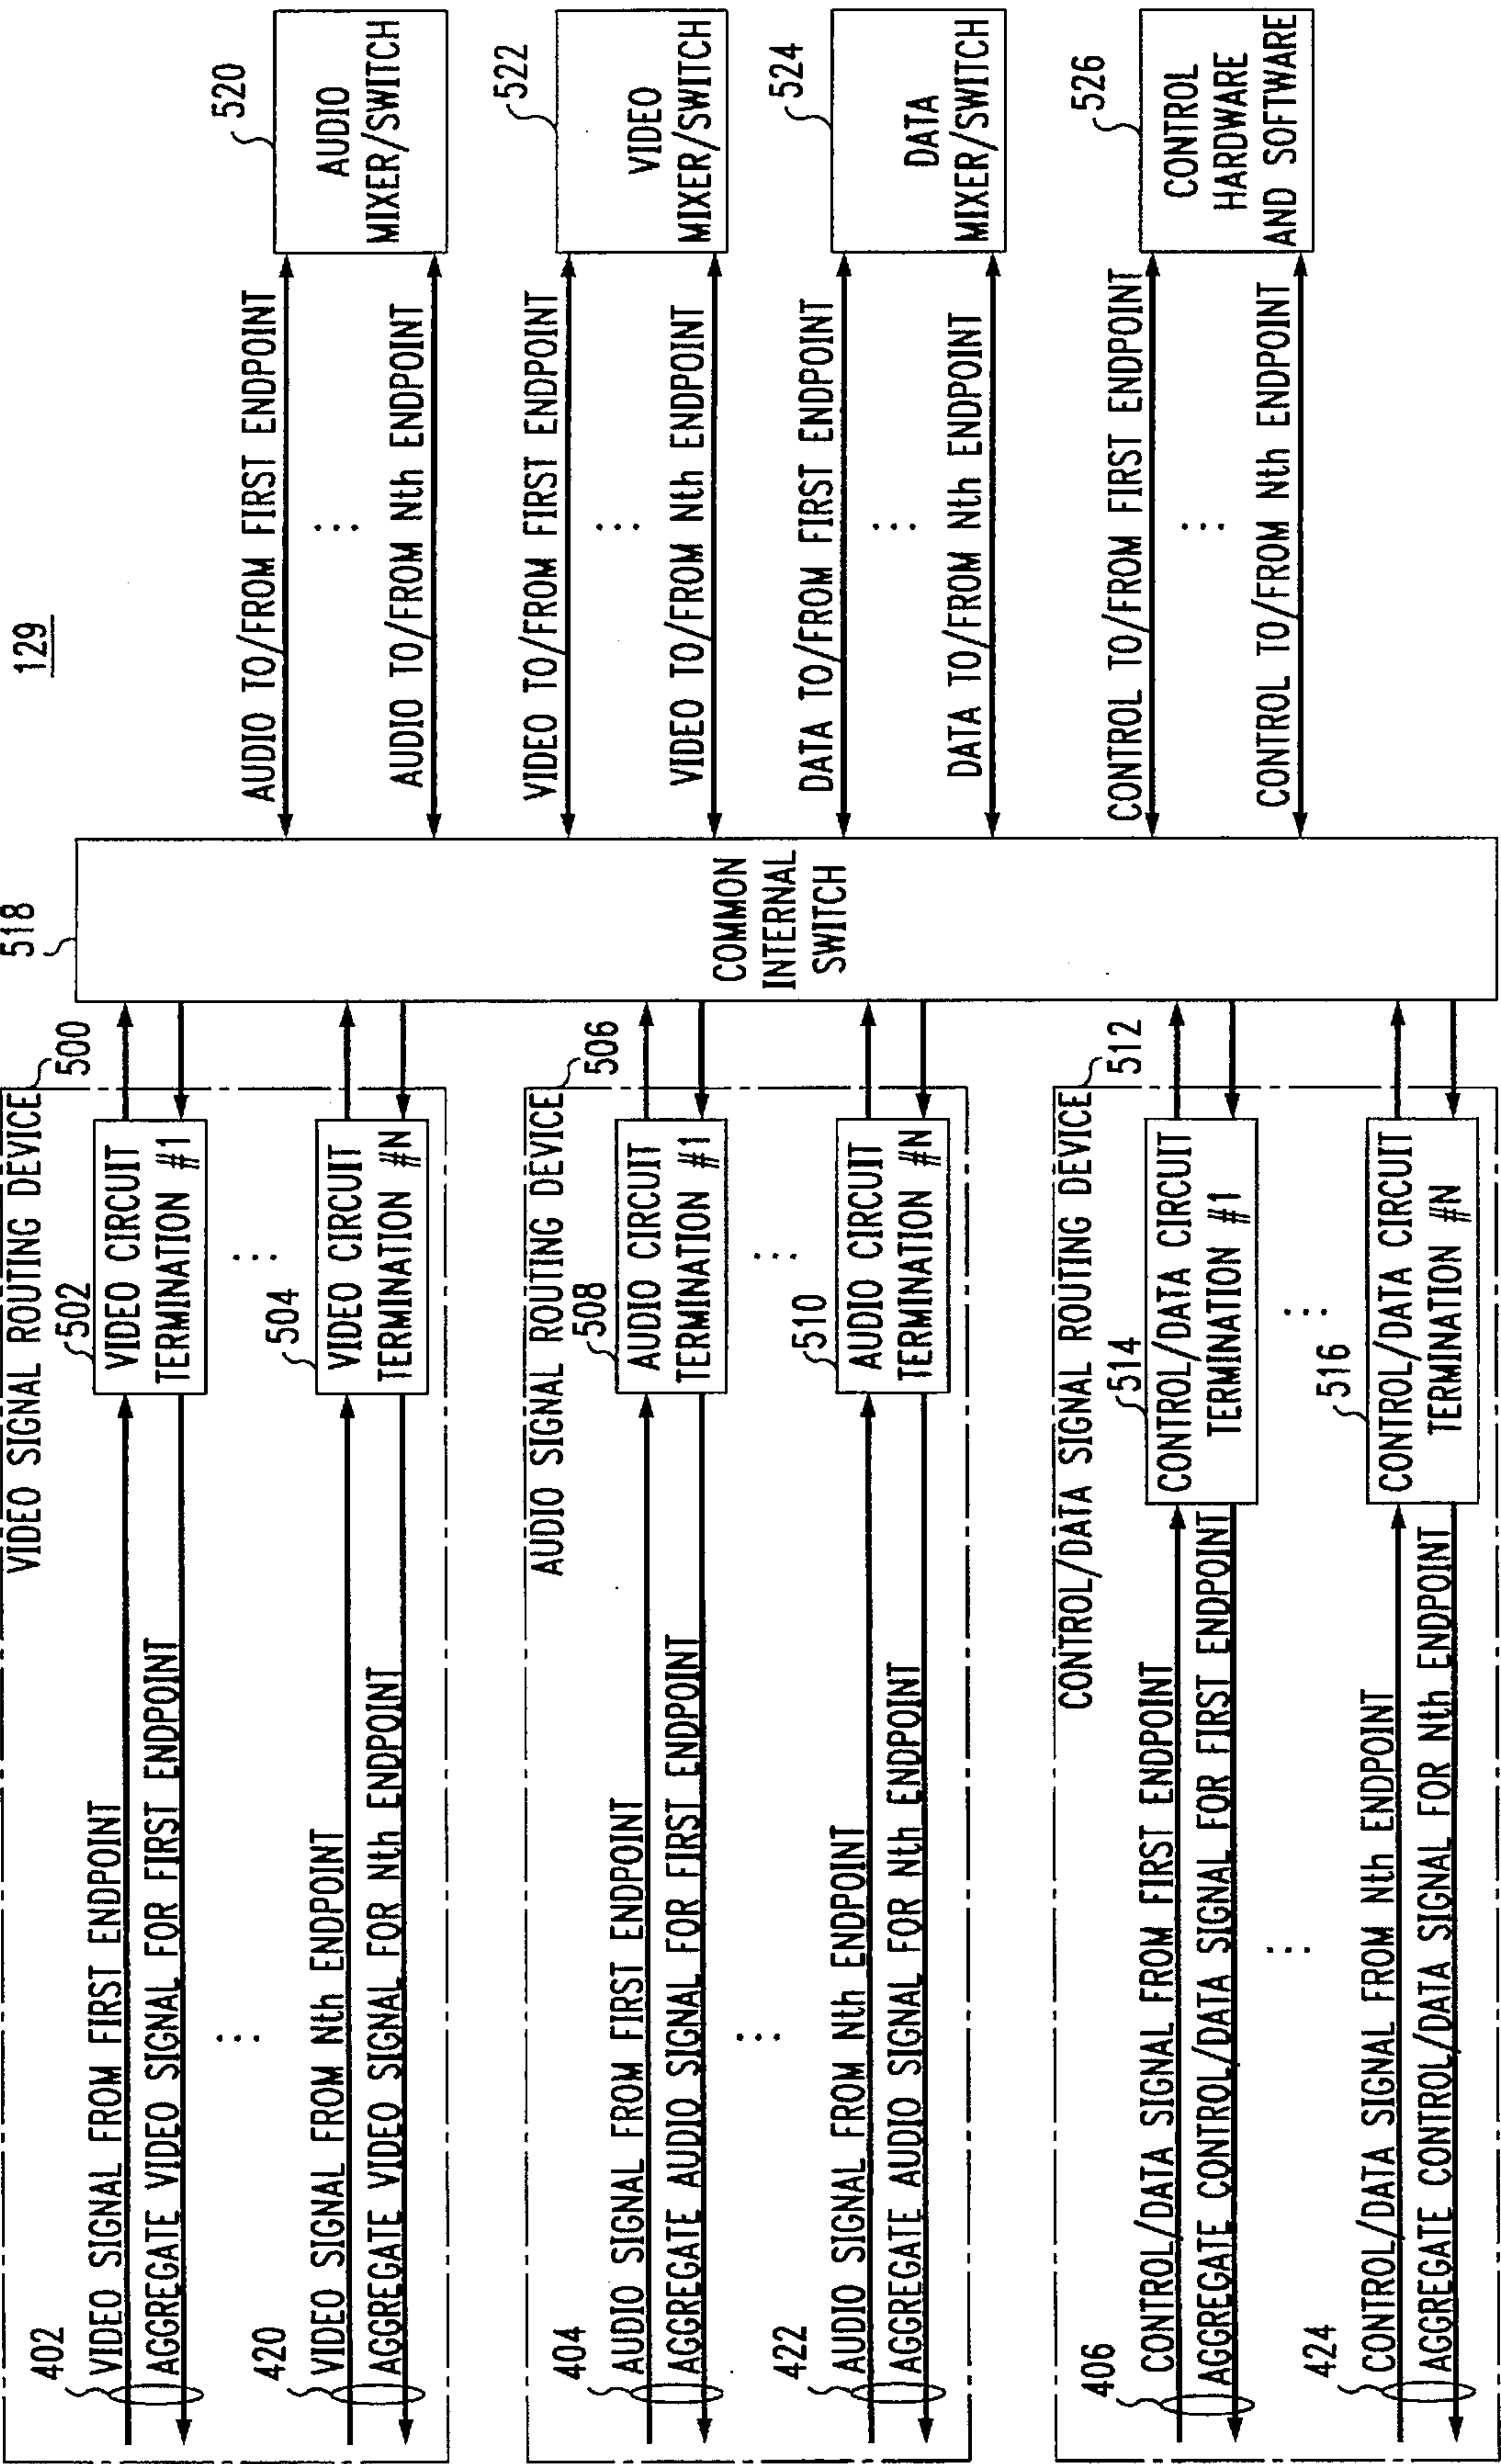 129
VIDEO SIGNAL ROUTING DEVICE
500
402
VIDEO SIGNAL FROM FIRST ENDPOINT
AGGREGATE VIDEO SIGNAL FOR FIRST ENDPOINT
502
VIDEO CIRCUIT
TERMINATION #1
...
...
420
VIDEO SIGNAL FROM Nth ENDPOINT
AGGREGATE VIDEO SIGNAL FOR Nth ENDPOINT
504
VIDEO CIRCUIT
TERMINATION #N
AUDIO SIGNAL ROUTING DEVICE
506
404
AUDIO SIGNAL FROM FIRST ENDPOINT
AGGREGATE AUDIO SIGNAL FOR FIRST ENDPOINT
508
AUDIO CIRCUIT
TERMINATION #1
...
...
422
AUDIO SIGNAL FROM Nth ENDPOINT
AGGREGATE AUDIO SIGNAL FOR Nth ENDPOINT
510
AUDIO CIRCUIT
TERMINATION #N
CONTROL/DATA SIGNAL ROUTING DEVICE
512
406
CONTROL/DATA SIGNAL FROM FIRST ENDPOINT
AGGREGATE CONTROL/DATA SIGNAL FOR FIRST ENDPOINT
514
CONTROL/DATA CIRCUIT
TERMINATION #1
...
...
424
CONTROL/DATA SIGNAL FROM Nth ENDPOINT
AGGREGATE CONTROL/DATA SIGNAL FOR Nth ENDPOINT
516
CONTROL/DATA CIRCUIT
TERMINATION #N
518
COMMON
INTERNAL
SWITCH
AUDIO TO/FROM FIRST ENDPOINT
...
AUDIO TO/FROM Nth ENDPOINT
520
AUDIO
MIXER/SWITCH
VIDEO TO/FROM FIRST ENDPOINT
...
VIDEO TO/FROM Nth ENDPOINT
522
VIDEO
MIXER/SWITCH
DATA TO/FROM FIRST ENDPOINT
...
DATA TO/FROM Nth ENDPOINT
524
DATA
MIXER/SWITCH
CONTROL TO/FROM FIRST ENDPOINT
...
CONTROL TO/FROM Nth ENDPOINT
526
CONTROL
HARDWARE
AND SOFTWARE